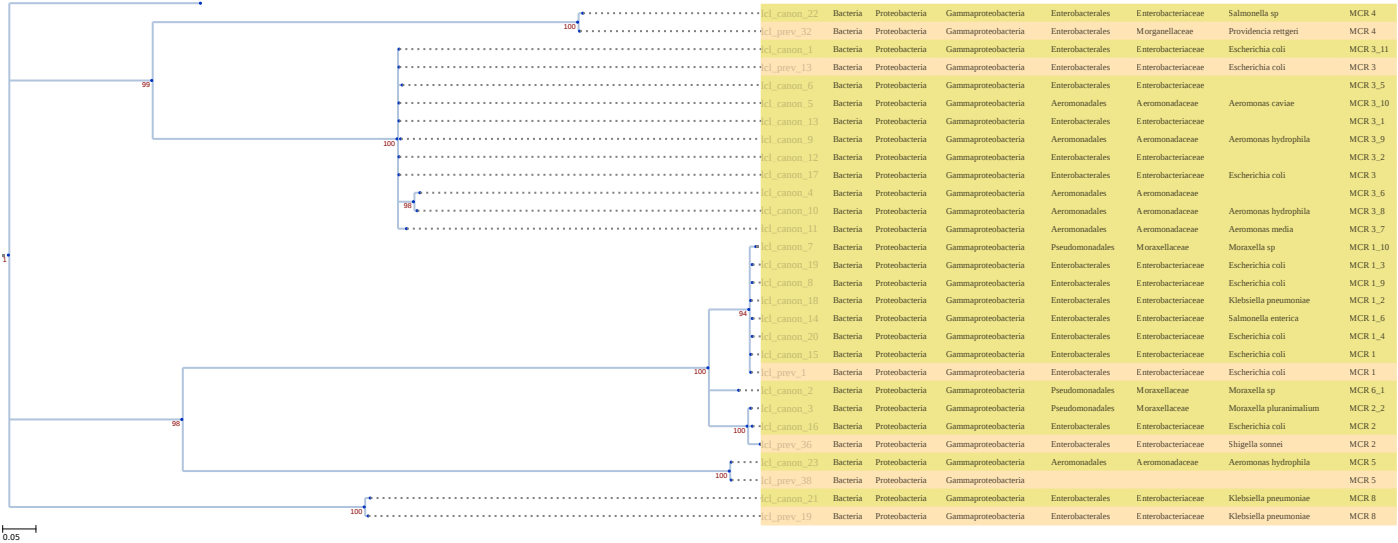 lcl_canon_22 Bacteria Proteobacteria Gammaproteobacteria Enterobacterales Enterobacteriaceae Salmonella sp MCR 4
100
lcl_prev_32 Bacteria Proteobacteria Gammaproteobacteria Enterobacterales Morganellaceae Providencia rettgeri MCR 4
lcl_canon_1 Bacteria Proteobacteria Gammaproteobacteria Enterobacterales Enterobacteriaceae Escherichia coli MCR 3_11
lcl_prev_13 Bacteria Proteobacteria Gammaproteobacteria Enterobacterales Enterobacteriaceae Escherichia coli MCR 3
99
lcl_canon_6 Bacteria Proteobacteria Gammaproteobacteria Enterobacterales Enterobacteriaceae MCR 3_5
lcl_canon_5 Bacteria Proteobacteria Gammaproteobacteria Aeromonadales Aeromonadaceae Aeromonas caviae MCR 3_10
lcl_canon_13 Bacteria Proteobacteria Gammaproteobacteria Enterobacterales Enterobacteriaceae MCR 3_1
lcl_canon_9 Bacteria Proteobacteria Gammaproteobacteria Aeromonadales Aeromonadaceae Aeromonas hydrophila MCR 3_9
100
lcl_canon_12 Bacteria Proteobacteria Gammaproteobacteria Enterobacterales Enterobacteriaceae MCR 3_2
lcl_canon_17 Bacteria Proteobacteria Gammaproteobacteria Enterobacterales Enterobacteriaceae Escherichia coli MCR 3
lcl_canon_4 Bacteria Proteobacteria Gammaproteobacteria Aeromonadales Aeromonadaceae MCR 3_6
98
lcl_canon_10 Bacteria Proteobacteria Gammaproteobacteria Aeromonadales Aeromonadaceae Aeromonas hydrophila MCR 3_8
lcl_canon_11 Bacteria Proteobacteria Gammaproteobacteria Aeromonadales Aeromonadaceae Aeromonas media MCR 3_7
lcl_canon_7 Bacteria Proteobacteria Gammaproteobacteria Pseudomonadales Moraxellaceae Moraxella sp MCR 1_10
1
lcl_canon_19 Bacteria Proteobacteria Gammaproteobacteria Enterobacterales Enterobacteriaceae Escherichia coli MCR 1_3
lcl_canon_8 Bacteria Proteobacteria Gammaproteobacteria Enterobacterales Enterobacteriaceae Escherichia coli MCR 1_9
lcl_canon_18 Bacteria Proteobacteria Gammaproteobacteria Enterobacterales Enterobacteriaceae Klebsiella pneumoniae MCR 1_2
94
lcl_canon_14 Bacteria Proteobacteria Gammaproteobacteria Enterobacterales Enterobacteriaceae Salmonella enterica MCR 1_6
lcl_canon_20 Bacteria Proteobacteria Gammaproteobacteria Enterobacterales Enterobacteriaceae Escherichia coli MCR 1_4
lcl_canon_15 Bacteria Proteobacteria Gammaproteobacteria Enterobacterales Enterobacteriaceae Escherichia coli MCR 1
100
lcl_prev_1 Bacteria Proteobacteria Gammaproteobacteria Enterobacterales Enterobacteriaceae Escherichia coli MCR 1
lcl_canon_2 Bacteria Proteobacteria Gammaproteobacteria Pseudomonadales Moraxellaceae Moraxella sp MCR 6_1
lcl_canon_3 Bacteria Proteobacteria Gammaproteobacteria Pseudomonadales Moraxellaceae Moraxella pluranimalium MCR 2_2
98
lcl_canon_16 Bacteria Proteobacteria Gammaproteobacteria Enterobacterales Enterobacteriaceae Escherichia coli MCR 2
100
lcl_prev_36 Bacteria Proteobacteria Gammaproteobacteria Enterobacterales Enterobacteriaceae Shigella sonnei MCR 2
lcl_canon_23 Bacteria Proteobacteria Gammaproteobacteria Aeromonadales Aeromonadaceae Aeromonas hydrophila MCR 5
100
lcl_prev_38 Bacteria Proteobacteria Gammaproteobacteria MCR 5
lcl_canon_21 Bacteria Proteobacteria Gammaproteobacteria Enterobacterales Enterobacteriaceae Klebsiella pneumoniae MCR 8
100
lcl_prev_19 Bacteria Proteobacteria Gammaproteobacteria Enterobacterales Enterobacteriaceae Klebsiella pneumoniae MCR 8
0.05